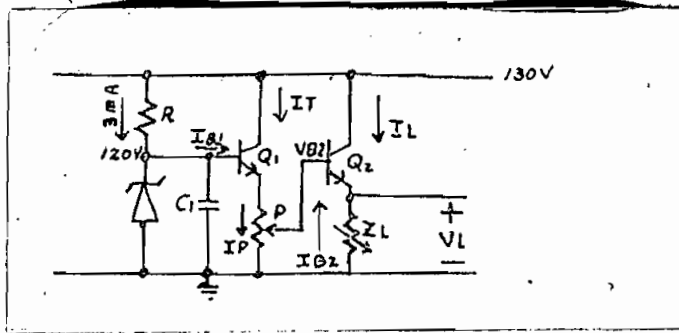 130V
3mA
R
IT
IL
120V
IB1
Q1
VB2
Q2
C1
P
IP
IB2
ZL
+
VL
−